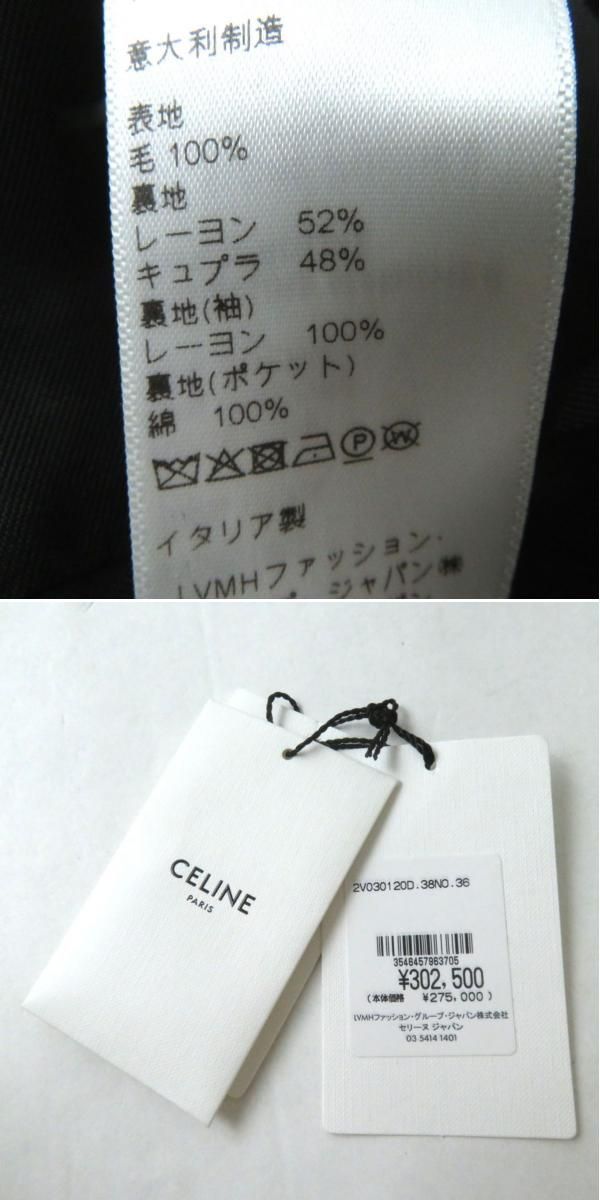 意大利制造
表地
毛 100%
裏地
レーヨン 52%
キュプラ 48%
裏地(袖)
レーヨン 100%
裏地(ポケット)
綿 100%
イタリア製
LVMHファッション・
ジャパン㈱
CELINE
PARIS
2V030120D.38NO.36
3546457963705
¥302,500
(本体価格 ¥275,000)
LVMHファッション・グループ・ジャパン株式会社
セリーヌ ジャパン
03 5414 1401